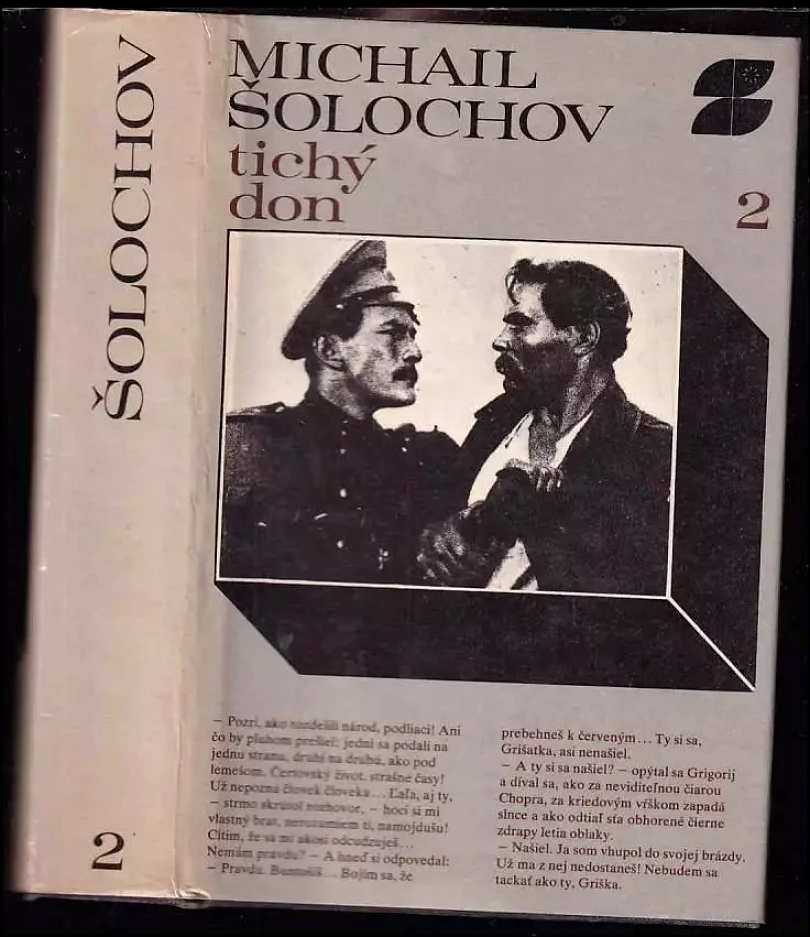 ŠOLOCHOV
2
MICHAIL
ŠOLOCHOV
tichý
don
2
– Pozri, ako rozdelili národ, podliaci! Ani
čo by pluhom prešiel: jedni sa podali na
jednu stranu, druhí na druhú, ako pod
lemešom. Čertovský život, strašné časy!
Už nepozná človek človeka... Ľaľa, aj ty,
– strmo skrútol rozhovor, – hoci si mi
vlastný brat, nerozumiem ti, namojdušu!
Cítim, že sa mi akosi odcudzuješ...
Nemám pravdu? – A hneď si odpovedal:
– Pravdu. Buntošíš... Bojím sa, že
prebehneš k červeným... Ty si sa,
Grišatka, asi nenašiel.
– A ty si sa našiel? – opýtal sa Grigorij
a díval sa, ako za neviditeľnou čiarou
Chopra, za kriedovým vŕškom zapadá
slnce a ako odtiaľ sťa obhorené čierne
zdrapy letia oblaky.
– Našiel. Ja som vhupol do svojej brázdy.
Už ma z nej nedostaneš! Nebudem sa
tackať ako ty, Griška.